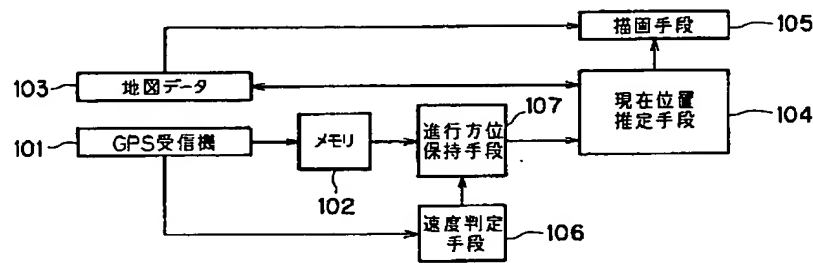 描画手段
105
103
地図データ
107
現在位置
推定手段
104
進行方位
保持手段
101
GPS受信機
メモリ
102
速度判定
手段
106